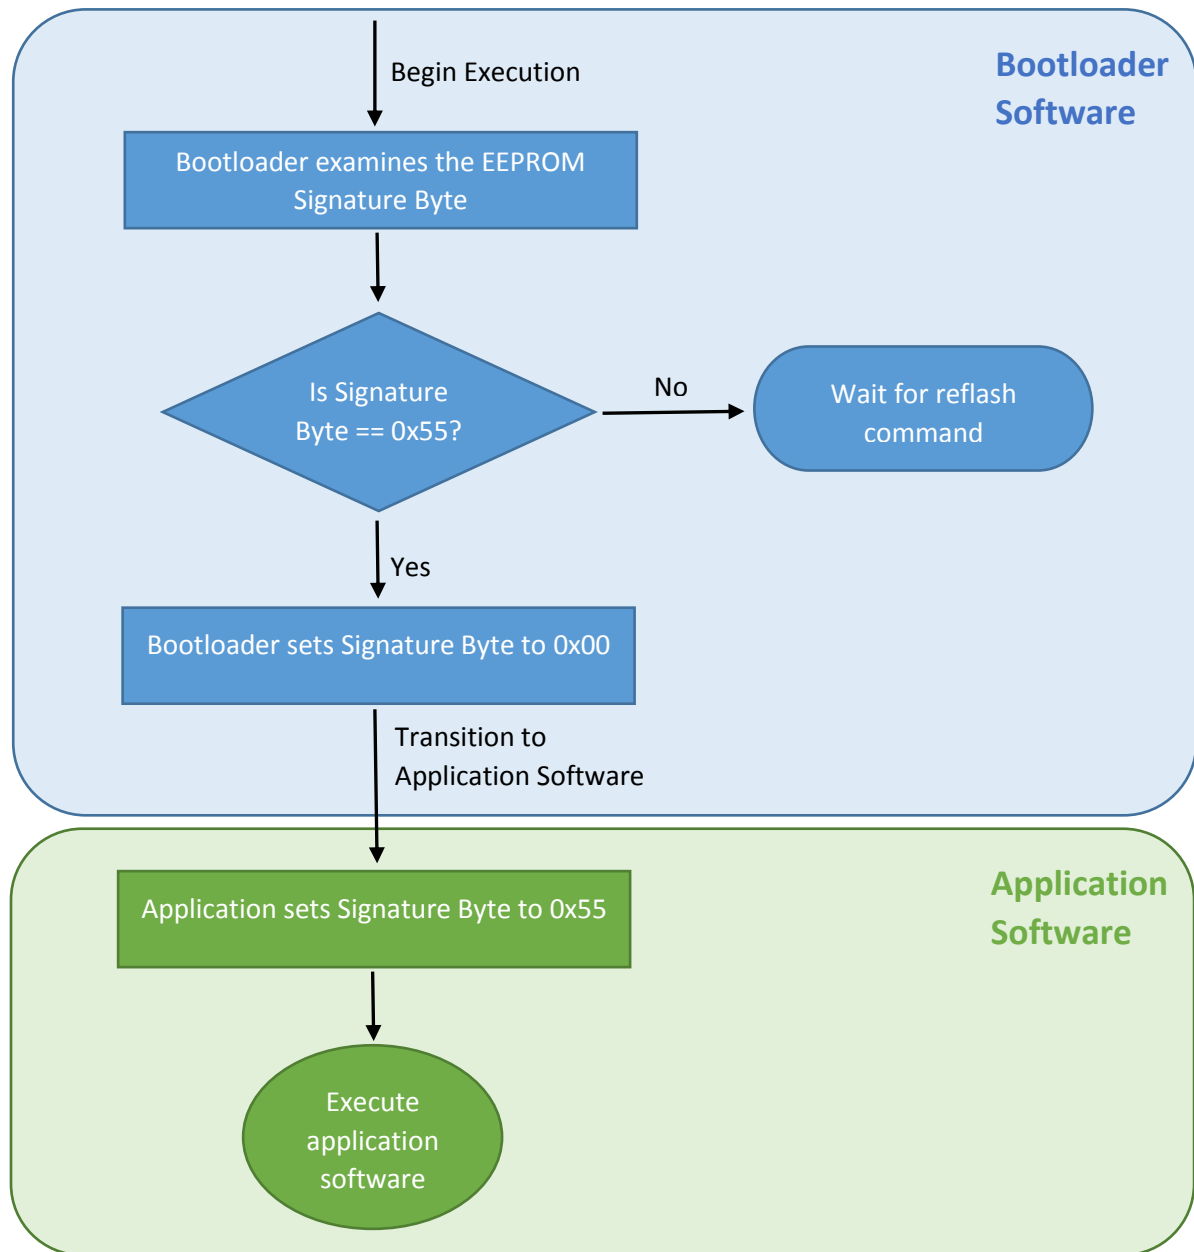 Begin Execution
Bootloader
Software
Bootloader examines the EEPROM
Signature Byte
Is Signature
Byte == 0x55?
No
Wait for reflash
command
Yes
Bootloader sets Signature Byte to 0x00
Transition to
Application Software
Application
Software
Application sets Signature Byte to 0x55
Execute
application
software